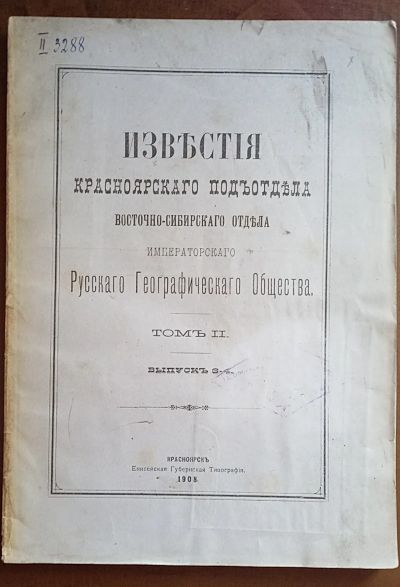 II 3288
ИЗВѢСТІЯ
КРАСНОЯРСКАГО ПОДЪОТДѢЛА
ВОСТОЧНО-СИБИРСКАГО ОТДѢЛА
ИМПЕРАТОРСКАГО
Русскаго Географическаго Общества.
ТОМЪ II.
ВЫПУСКЪ
КРАСНОЯРСКЪ
Енисейская Губернская Типографія.
1908